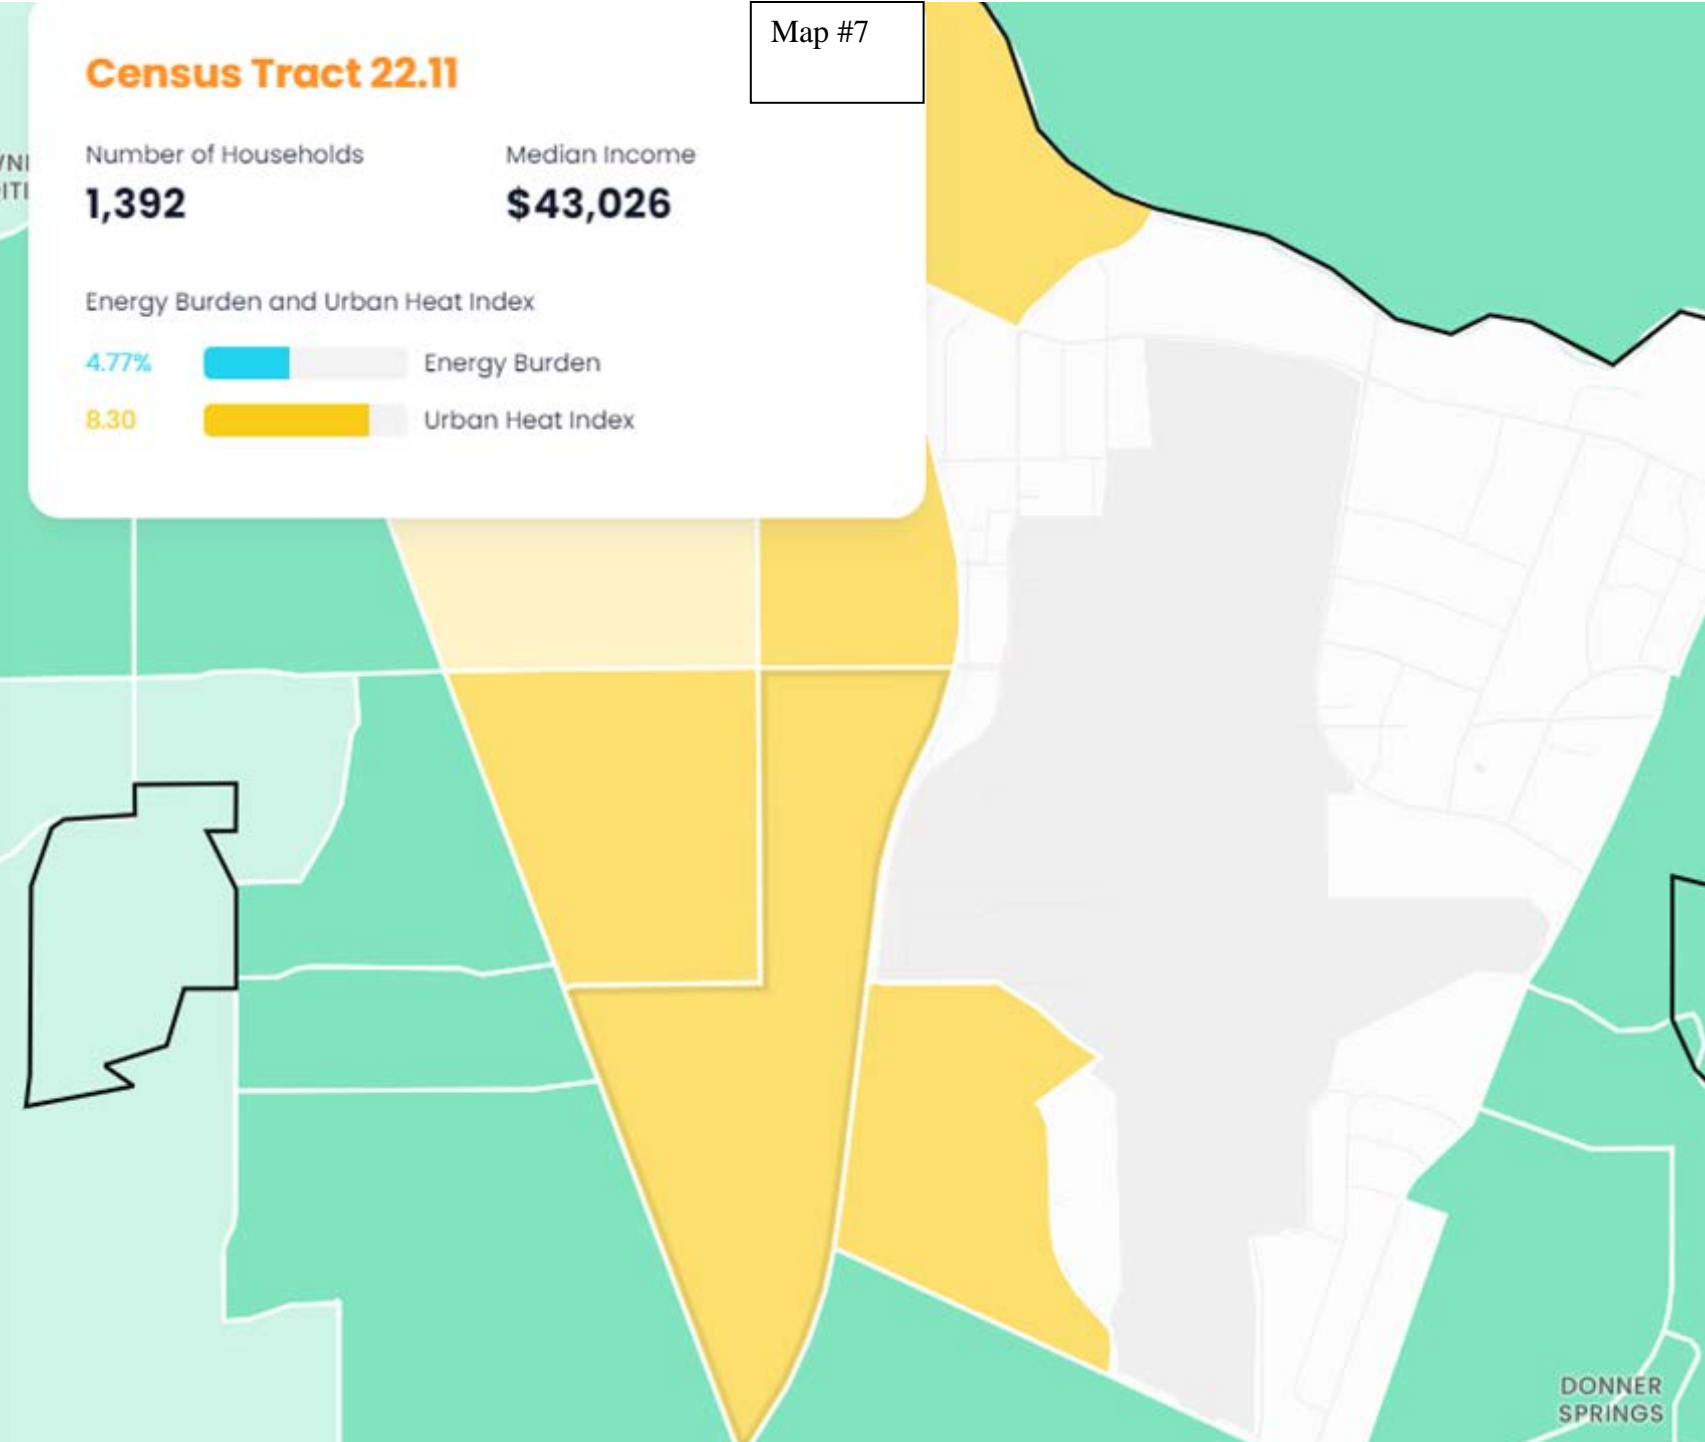 Map #7
Census Tract 22.11
Number of Households
Median Income
1,392
$43,026
Energy Burden and Urban Heat Index
4.77%
Energy Burden
8.30
Urban Heat Index
DONNER
SPRINGS